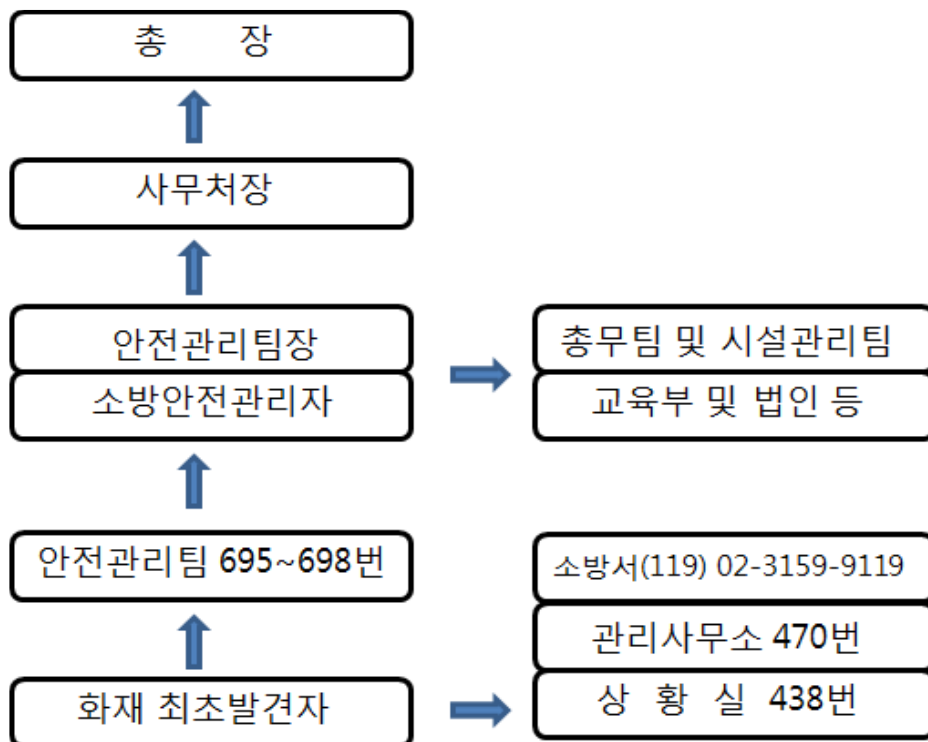 총 장
사무처장
안전관리팀장
소방안전관리자
총무팀 및 시설관리팀
교육부 및 법인 등
안전관리팀 695~698번
소방서(119) 02-3159-9119
관리사무소 470번
화재 최초발견자
상 황 실 438번